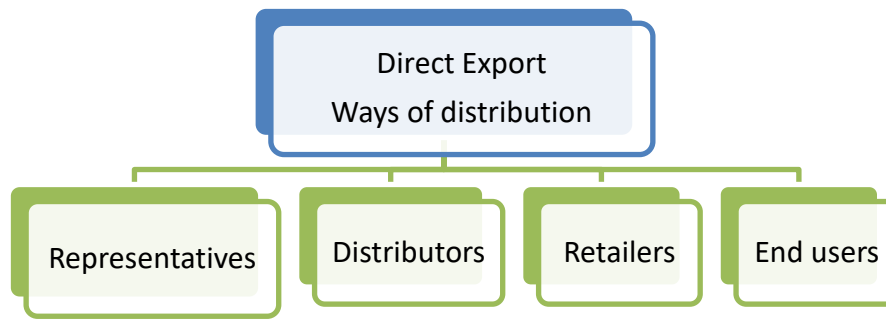 Direct Export
Ways of distribution
Representatives
Distributors
Retailers
End users